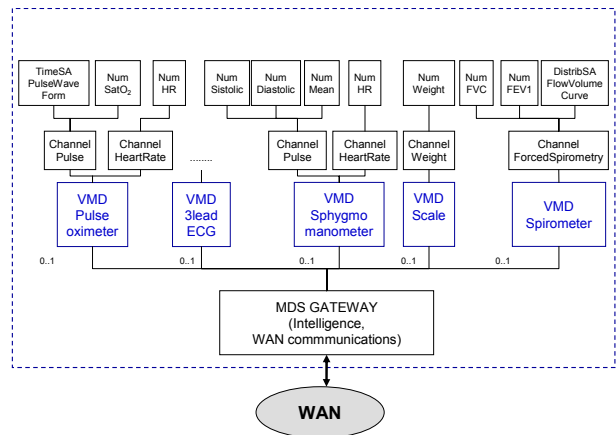 TimeSA
PulseWave
Form
Num
SatO2
Num
HR
Num
Sistolic
Num
Diastolic
Num
Mean
Num
HR
Num
Weight
Num
FVC
Num
FEV1
DistribSA
FlowVolume
Curve
Channel
Pulse
Channel
HeartRate
........
Channel
Pulse
Channel
HeartRate
Channel
Weight
Channel
ForcedSpirometry
VMD
Pulse
oximeter
VMD
3lead
ECG
VMD
Sphygmo
manometer
VMD
Scale
VMD
Spirometer
0..1
0..1
0..1
0..1
0..1
MDS GATEWAY
(Intelligence,
WAN commmunications)
WAN